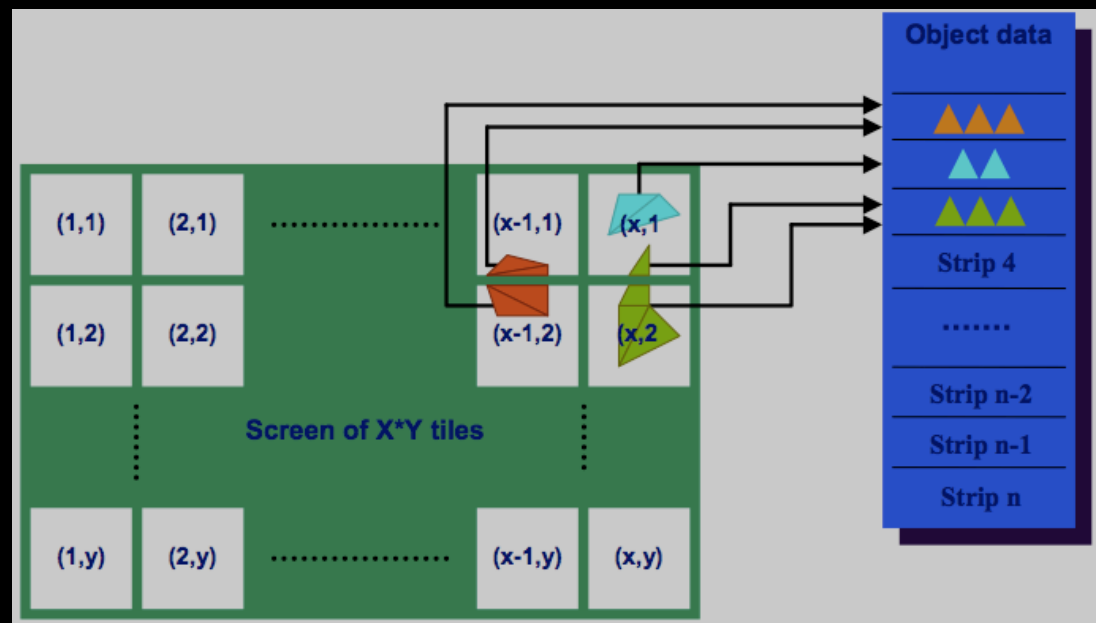 Object data
(1,1) (2,1) ........................ (x-1,1) (x,1
Strip 4
(1,2) (2,2) (x-1,2) (x,2
.......
Strip n-2
Screen of X*Y tiles
Strip n-1
Strip n
(1,y) (2,y) ........................ (x-1,y) (x,y)